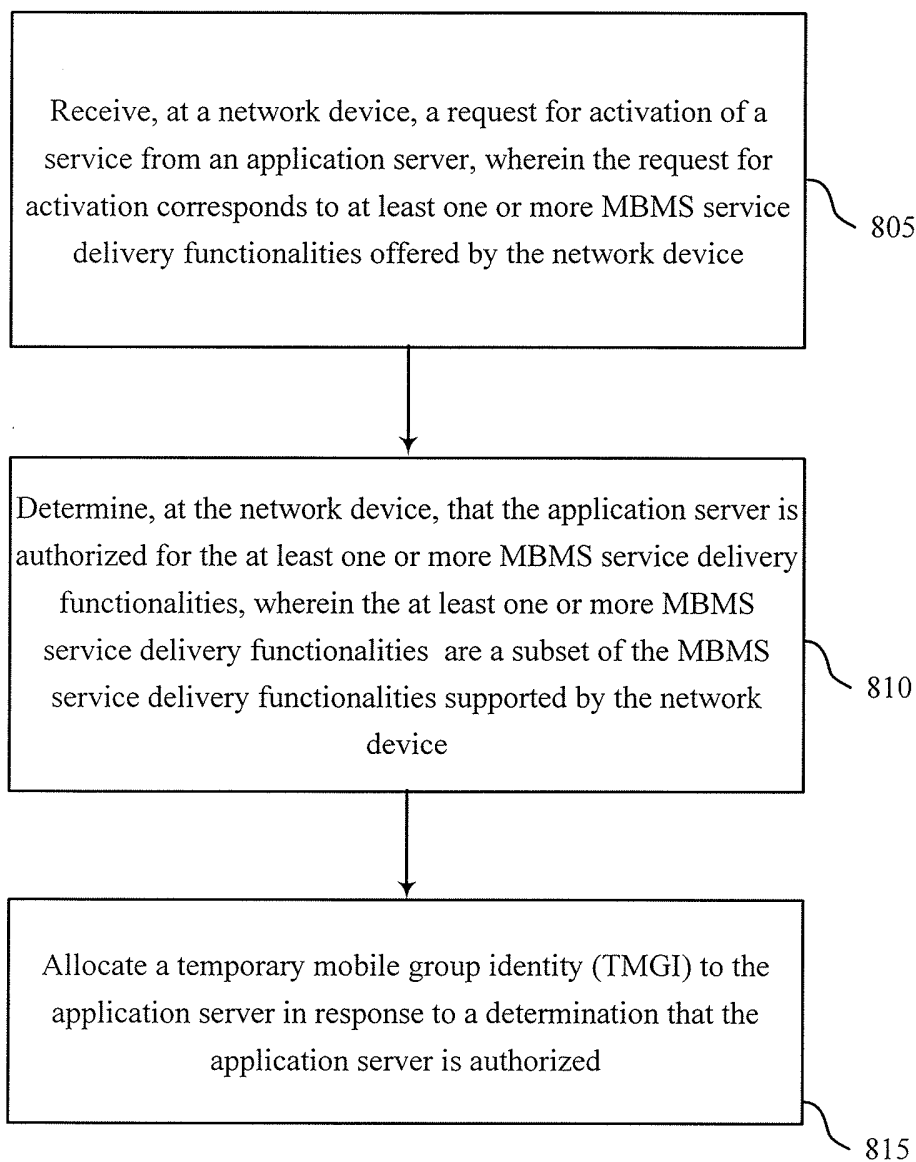 Receive, at a network device, a request for activation of a
service from an application server, wherein the request for
activation corresponds to at least one or more MBMS service
delivery functionalities offered by the network device
805
Determine, at the network device, that the application server is
authorized for the at least one or more MBMS service delivery
functionalities, wherein the at least one or more MBMS
service delivery functionalities are a subset of the MBMS
service delivery functionalities supported by the network
device
810
Allocate a temporary mobile group identity (TMGI) to the
application server in response to a determination that the
application server is authorized
815